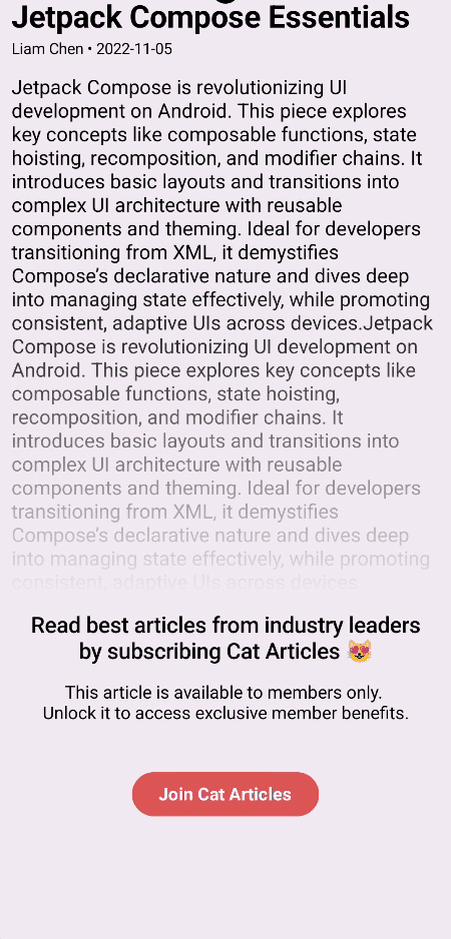 Jetpack Compose Essentials
Liam Chen • 2022-11-05
Jetpack Compose is revolutionizing UI
development on Android. This piece explores
key concepts like composable functions, state
hoisting, recomposition, and modifier chains. It
introduces basic layouts and transitions into
complex UI architecture with reusable
components and theming. Ideal for developers
transitioning from XML, it demystifies
Compose’s declarative nature and dives deep
into managing state effectively, while promoting
consistent, adaptive UIs across devices.Jetpack
Compose is revolutionizing UI development on
Android. This piece explores key concepts like
composable functions, state hoisting,
recomposition, and modifier chains. It
introduces basic layouts and transitions into
complex UI architecture with reusable
components and theming. Ideal for developers
transitioning from XML, it demystifies
Compose’s declarative nature and dives deep
into managing state effectively, while promoting
consistent, adaptive UIs across devices
Read best articles from industry leaders
by subscribing Cat Articles 😻
This article is available to members only.
Unlock it to access exclusive member benefits.
Join Cat Articles